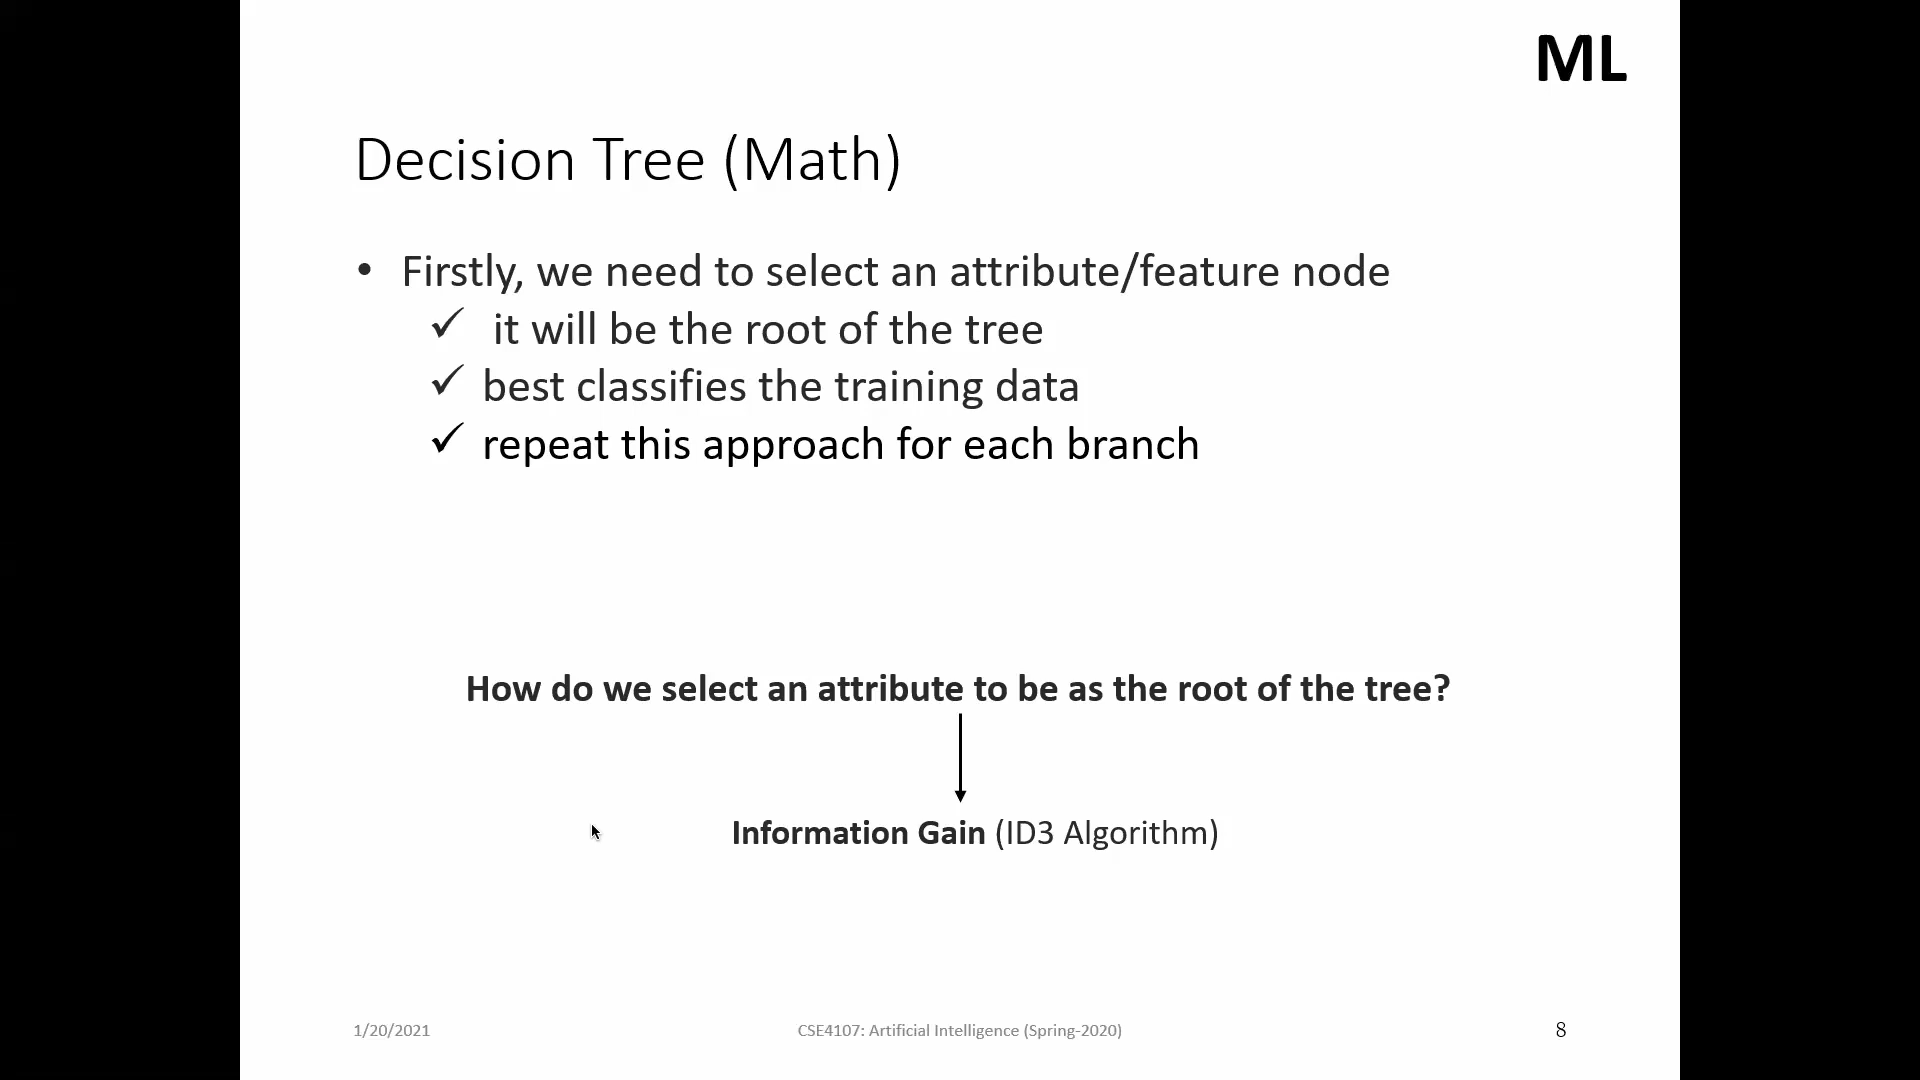 ML
Decision Tree (Math)
• Firstly, we need to select an attribute/feature node
✓ it will be the root of the tree
✓ best classifies the training data
✓ repeat this approach for each branch
How do we select an attribute to be as the root of the tree?
Information Gain (ID3 Algorithm)
1/20/2021 CSE4107: Artificial Intelligence (Spring-2020) 8